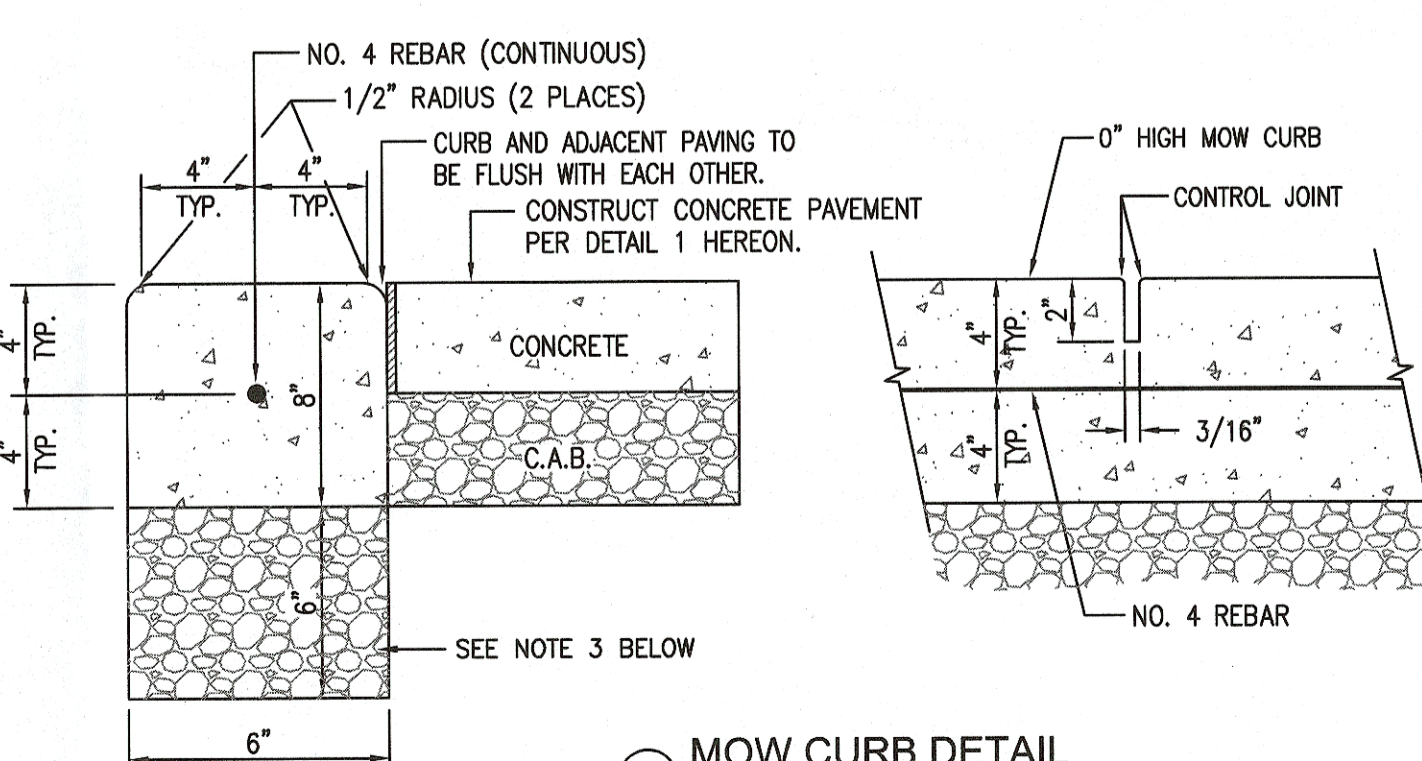 NO. 4 REBAR (CONTINUOUS)
1/2" RADIUS (2 PLACES)
CURB AND ADJACENT PAVING TO
BE FLUSH WITH EACH OTHER.
CONSTRUCT CONCRETE PAVEMENT
PER DETAIL 1 HEREON.
4"
TYP.
4"
TYP.
4"
TYP.
4"
TYP.
8"
6"
6"
CONCRETE
C.A.B.
SEE NOTE 3 BELOW
0" HIGH MOW CURB
CONTROL JOINT
4"
TYP.
2"
4"
TYP.
3/16"
NO. 4 REBAR
MOW CURB DETAIL